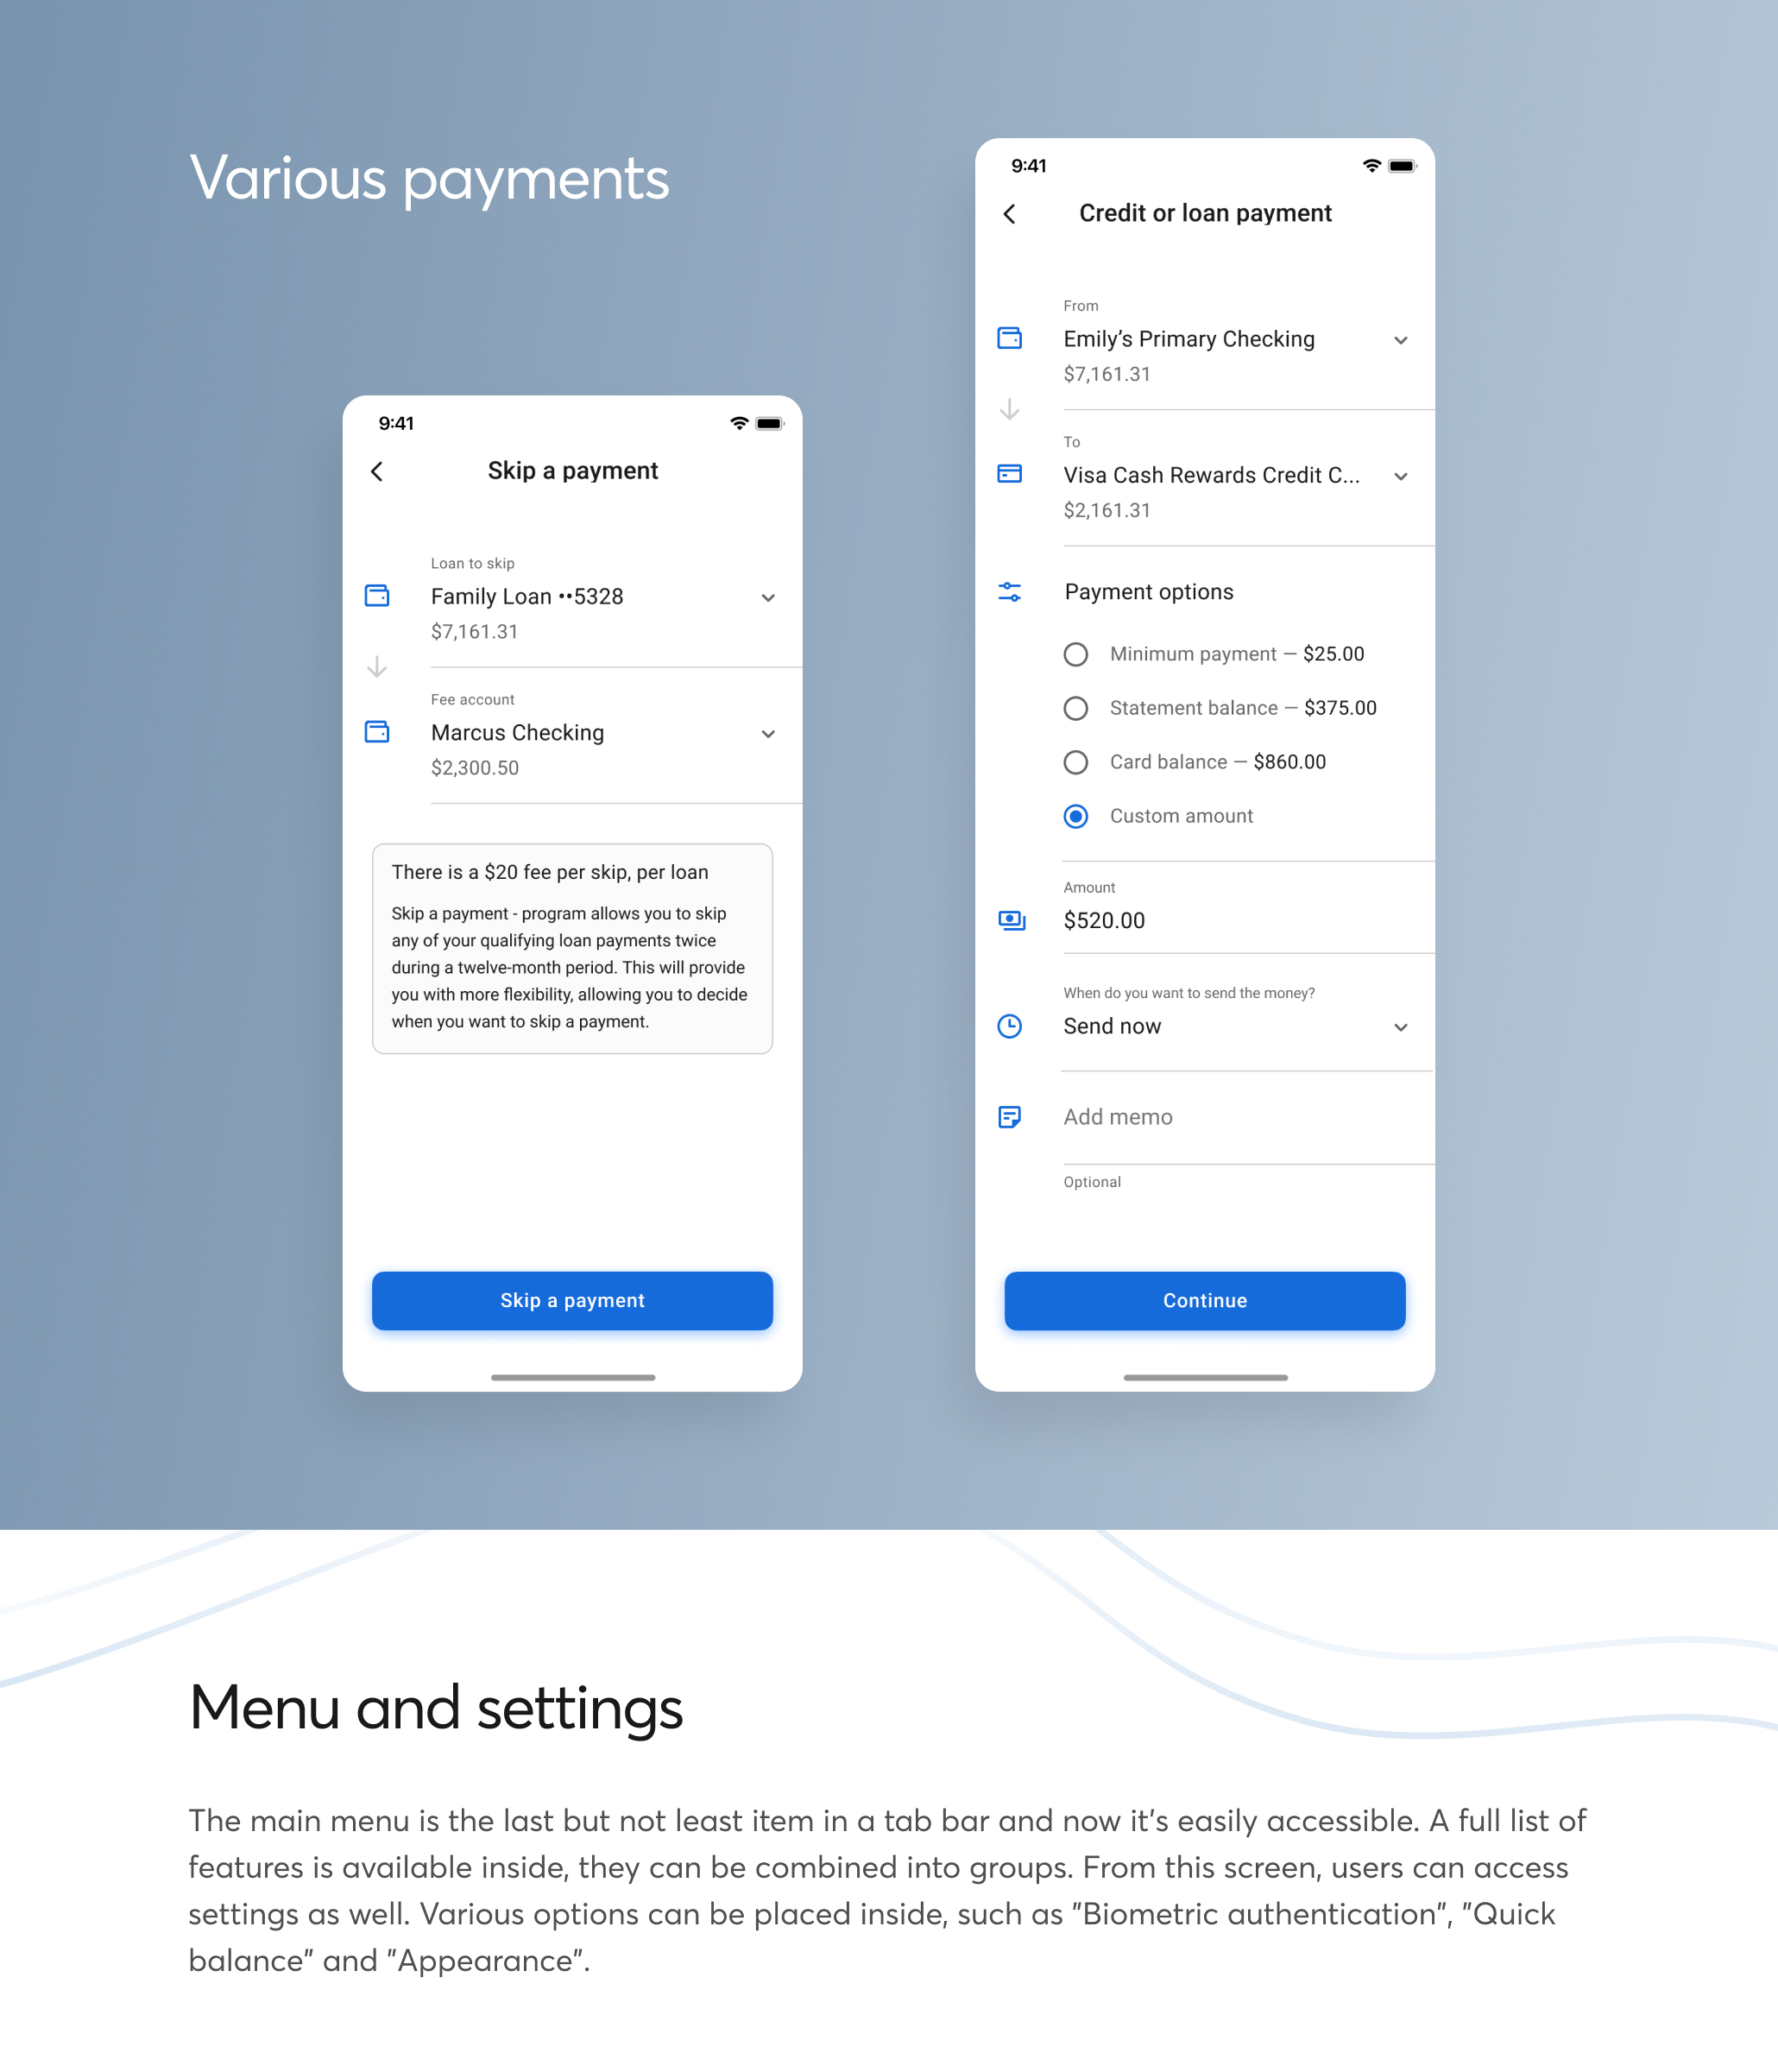 Various payments
9:41
Skip a payment
Loan to skip
Family Loan ••5328
$7,161.31
Fee account
Marcus Checking
$2,300.50
There is a $20 fee per skip, per loan
Skip a payment - program allows you to skip
any of your qualifying loan payments twice
during a twelve-month period. This will provide
you with more flexibility, allowing you to decide
when you want to skip a payment.
Skip a payment
9:41
Credit or loan payment
From
Emily’s Primary Checking
$7,161.31
To
Visa Cash Rewards Credit C...
$2,161.31
Payment options
Minimum payment — $25.00
Statement balance — $375.00
Card balance — $860.00
Custom amount
Amount
$520.00
When do you want to send the money?
Send now
Add memo
Optional
Continue
Menu and settings
The main menu is the last but not least item in a tab bar and now it's easily accessible. A full list of
features is available inside, they can be combined into groups. From this screen, users can access
settings as well. Various options can be placed inside, such as "Biometric authentication", "Quick
balance" and "Appearance".